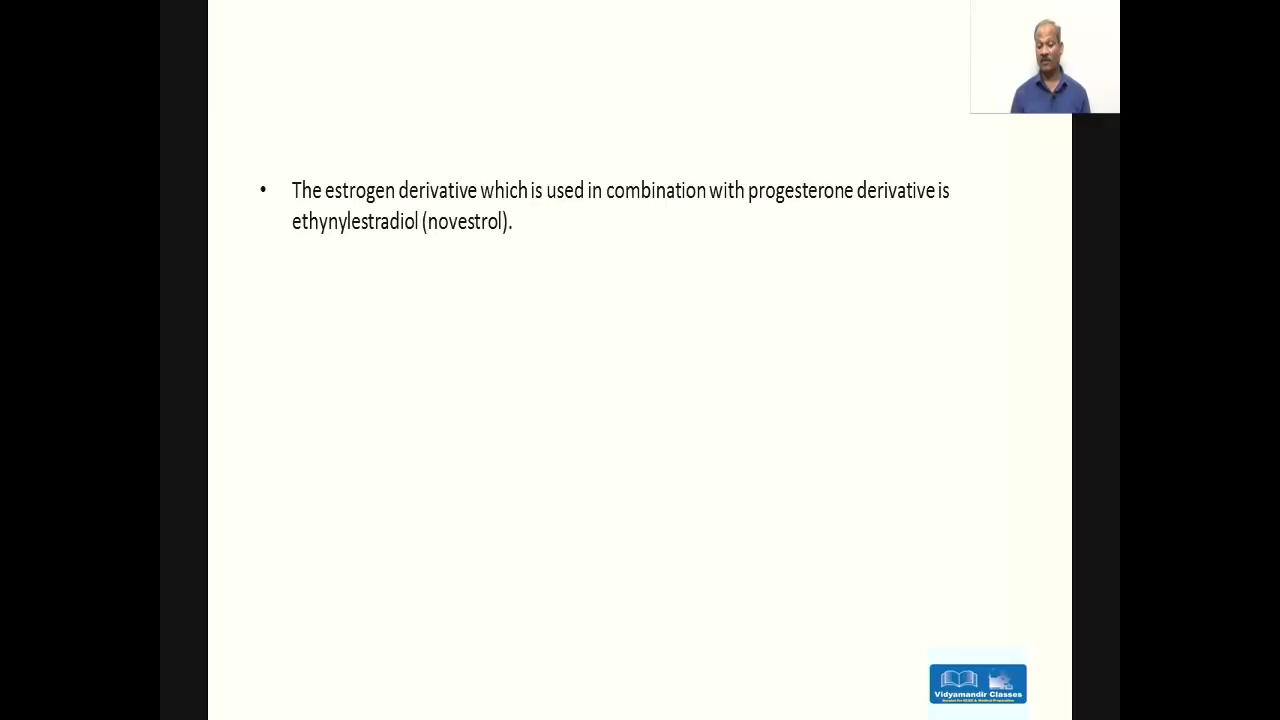 • The estrogen derivative which is used in combination with progesterone derivative is
ethynylestradiol (novestrol).
Vidyamandir Classes